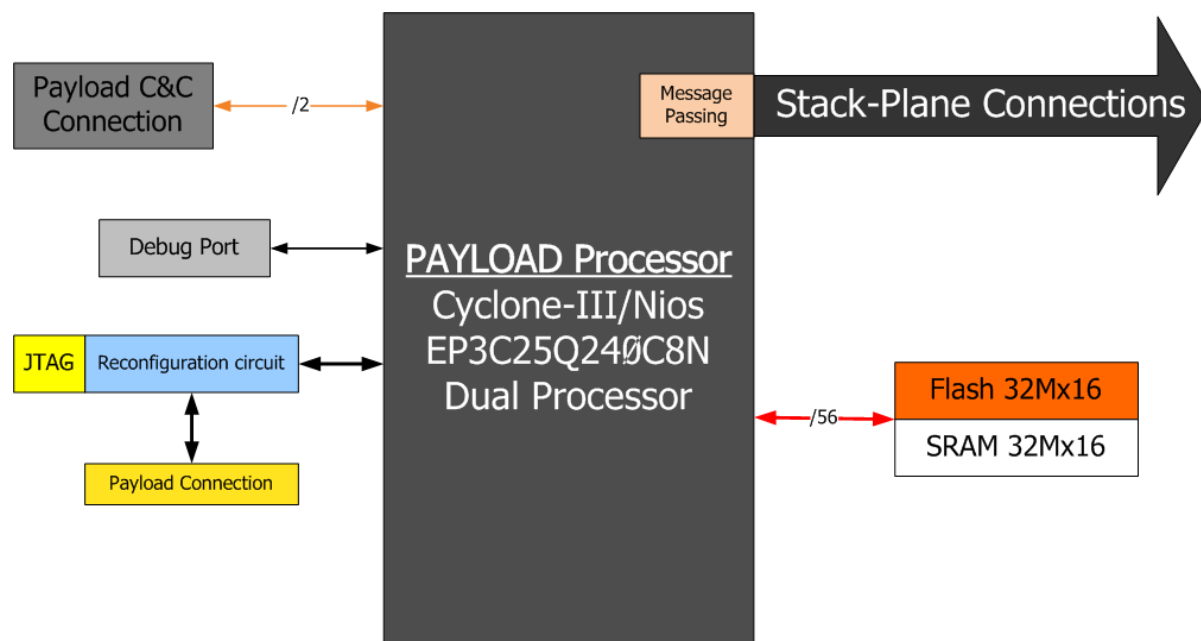 Payload C&C
Connection
/2
Message
Passing
Stack-Plane Connections
Debug Port
PAYLOAD Processor
Cyclone-III/Nios
EP3C25Q24ØC8N
Dual Processor
JTAG
Reconfiguration circuit
Payload Connection
/56
Flash 32Mx16
SRAM 32Mx16